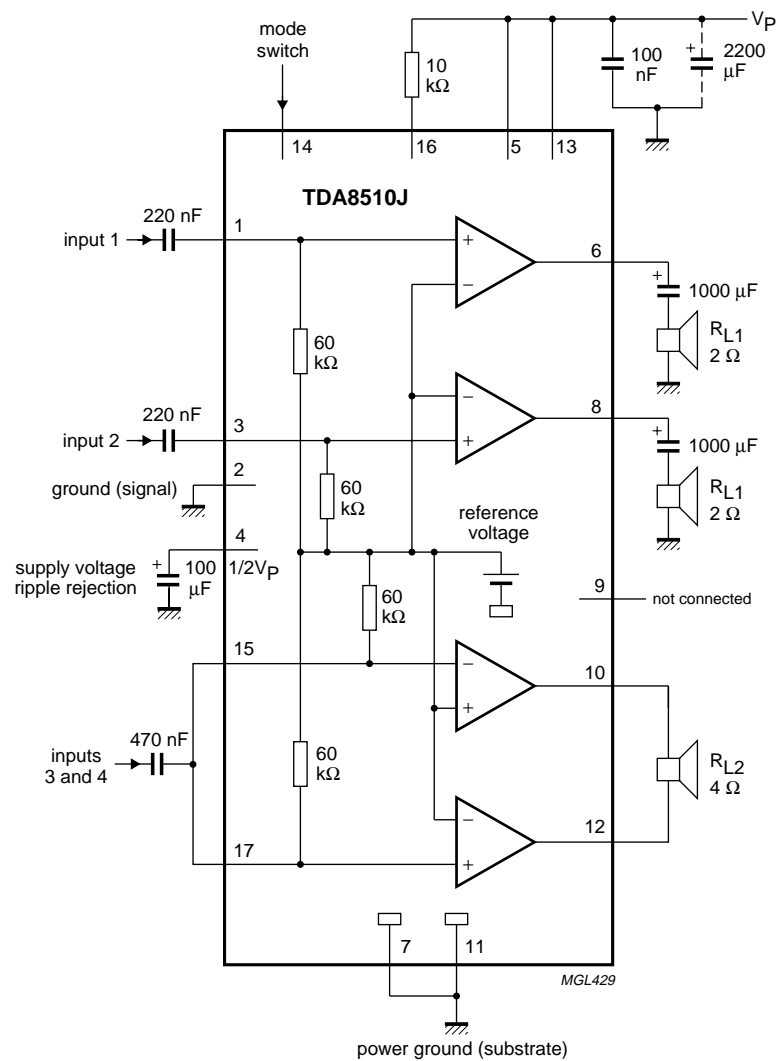 mode
switch
V_P
10
kΩ
100
nF
+
2200
μF
14
16
5
13
TDA8510J
220 nF
input 1
1
+
−
6
+
1000 μF
60
kΩ
R_L1
2 Ω
220 nF
input 2
3
−
+
8
+
1000 μF
2
ground (signal)
60
kΩ
reference
voltage
R_L1
2 Ω
4
1/2V_P
+
100
μF
supply voltage
ripple rejection
60
kΩ
9
not connected
15
−
+
10
470 nF
inputs
3 and 4
60
kΩ
R_L2
4 Ω
17
−
+
12
7
11
MGL429
power ground (substrate)